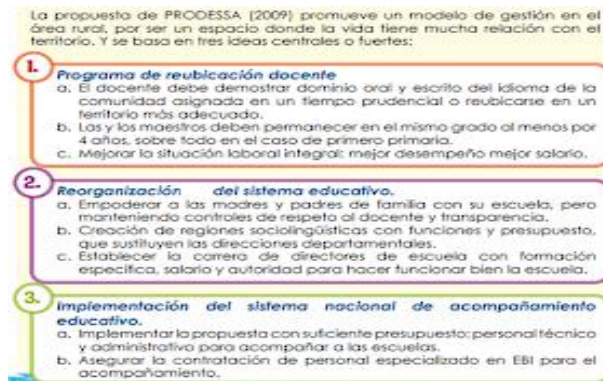 La propuesta de PRODESSA (2009) promueve un modelo de gestión en el
área rural, por ser un espacio donde la vida tiene mucha relación con el
territorio. Y se basa en tres ideas centrales o fuertes:
1.
Programa de reubicación docente
a. El docente debe demostrar dominio oral y escrito del idioma de la
comunidad asignada en un tiempo prudencial o reubicarse en un
territorio más adecuado.
b. Las y los maestros deben permanecer en el mismo grado al menos por
4 años, sobre todo en el caso de primero primaria.
c. Mejorar la situación laboral integral: mejor desempeño mejor salario.
2.
Reorganización del sistema educativo.
a. Empoderar a las madres y padres de familia con su escuela, pero
manteniendo controles de respeto al docente y transparencia.
b. Creación de regiones sociolingüísticas con funciones y presupuesto,
que sustituyen las direcciones departamentales.
c. Establecer la carrera de directores de escuela con formación
específica, salario y autoridad para hacer funcionar bien la escuela.
3.
Implementación del sistema nacional de acompañamiento
educativo.
a. Implementar la propuesta con suficiente presupuesto: personal técnico
y administrativo para acompañar a las escuelas.
b. Asegurar la contratación de personal especializado en EBI para el
acompañamiento.